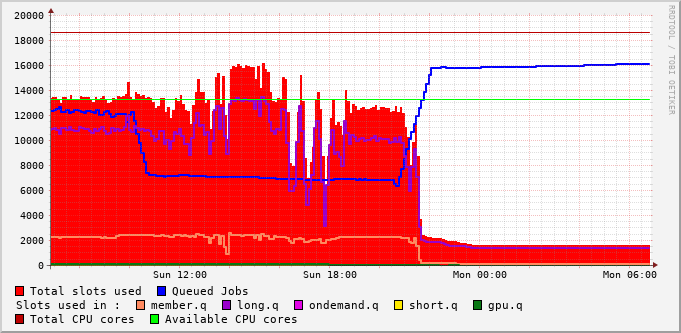 20000
18000
16000
14000
12000
10000
8000
6000
4000
2000
0
Sun 12:00 Sun 18:00 Mon 00:00 Mon 06:00
RRDTOOL / TOBI OETIKER
Total slots used Queued Jobs
Slots used in : member.q long.q ondemand.q short.q gpu.q
Total CPU cores Available CPU cores